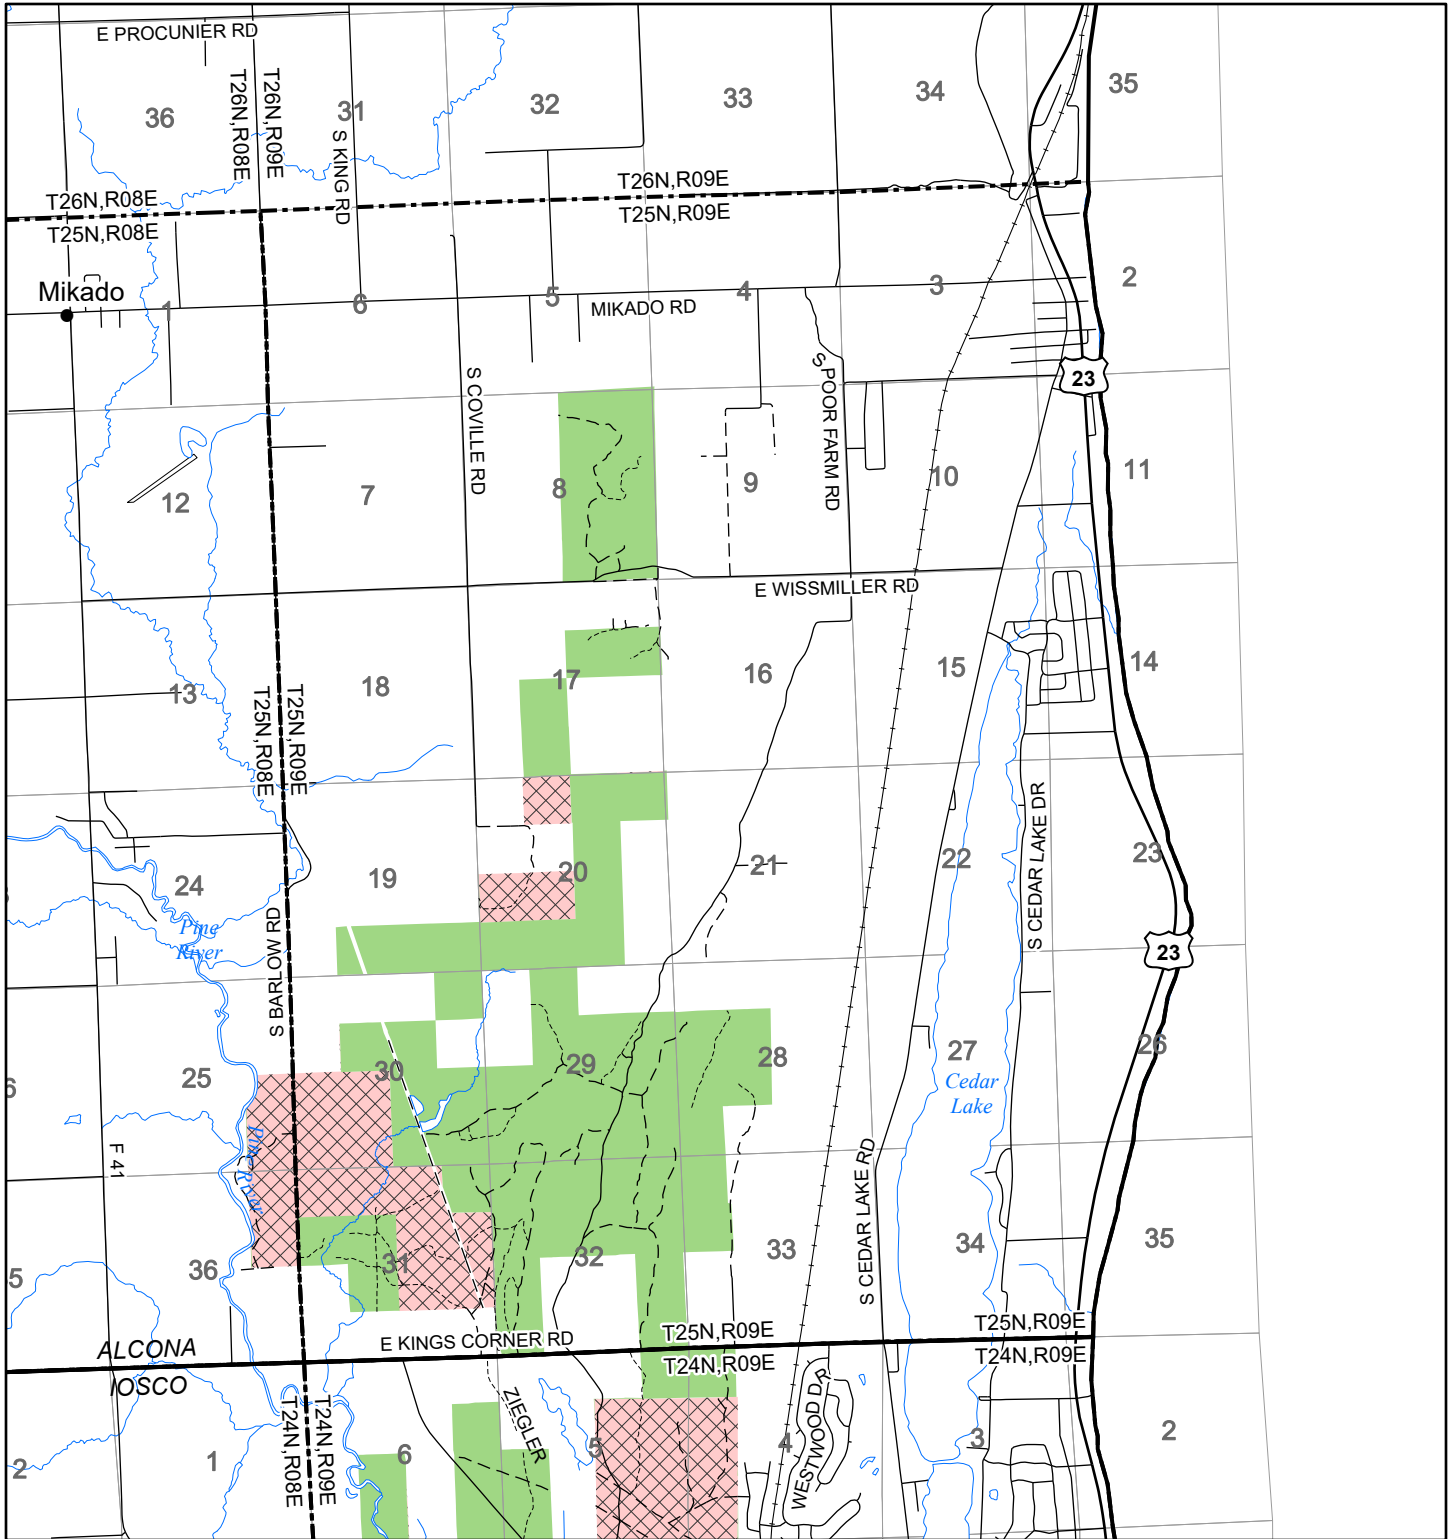 E PROCUNIER RD
36
T26N,R08E
T26N,R09E
31
S KING RD
32
33
34
35
T26N,R08E
T25N,R08E
T26N,R09E
T25N,R09E
Mikado
1
6
5
MIKADO RD
4
3
2
23
S COVILLE RD
S POOR FARM RD
12
7
8
9
10
11
E WISSMILLER RD
13
T25N,R08E
T25N,R09E
18
17
16
15
14
24
19
20
21
22
23
S CEDAR LAKE DR
Pine
River
S BARLOW RD
23
25
30
29
28
27
26
Cedar
Lake
6
F 41
Pine River
S CEDAR LAKE RD
5
36
31
32
33
34
35
ALCONA
IOSCO
E KINGS CORNER RD
T25N,R09E
T24N,R09E
T25N,R09E
T24N,R09E
T24N,R08E
T24N,R09E
ZIEGLER
WESTWOOD DR
2
1
6
5
4
3
2